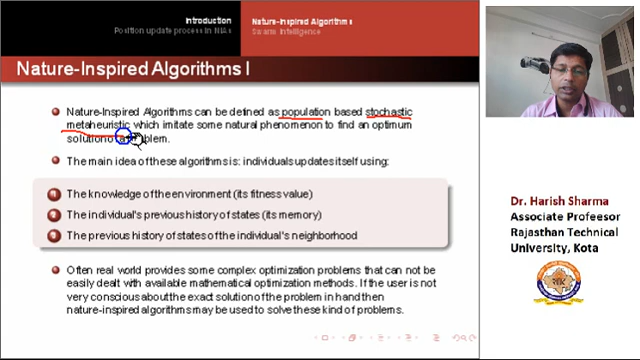 Introduction
Position update process in NIAs
Nature-Inspired Algorithms
Swarm Intelligence
Nature-Inspired Algorithms I
Nature-Inspired Algorithms can be defined as population based stochastic
metaheuristic which imitate some natural phenomenon to find an optimum
solution
The main idea of these algorithms is: individuals updates itself using:
1 The knowledge of the environment (its fitness value)
2 The individual's previous history of states (its memory)
3 The previous history of states of the individual's neighborhood
Often real world provides some complex optimization problems that can not be
easily dealt with available mathematical optimization methods. If the user is not
very conscious about the exact solution of the problem in hand then
nature-inspired algorithms may be used to solve these kind of problems.
Dr. Harish Sharma
Associate Profeesor
Rajasthan Technical
University, Kota